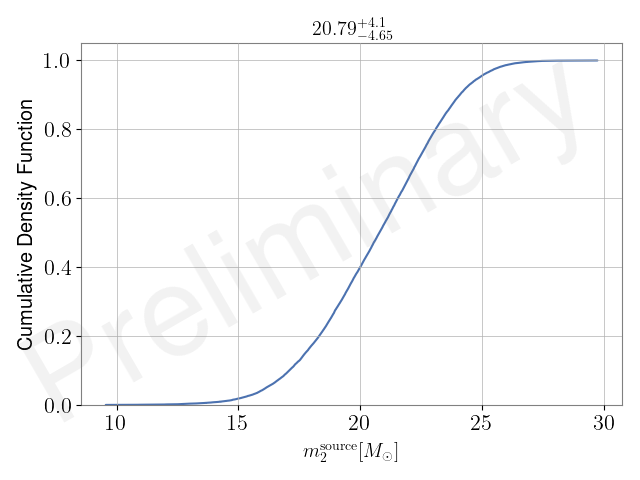 20.79^{+4.1}_{-4.65}
Cumulative Density Function
1.0
0.8
0.6
0.4
0.2
0.0
Preliminary
10 15 20 25 30
m_2^{source}[M_⊙]